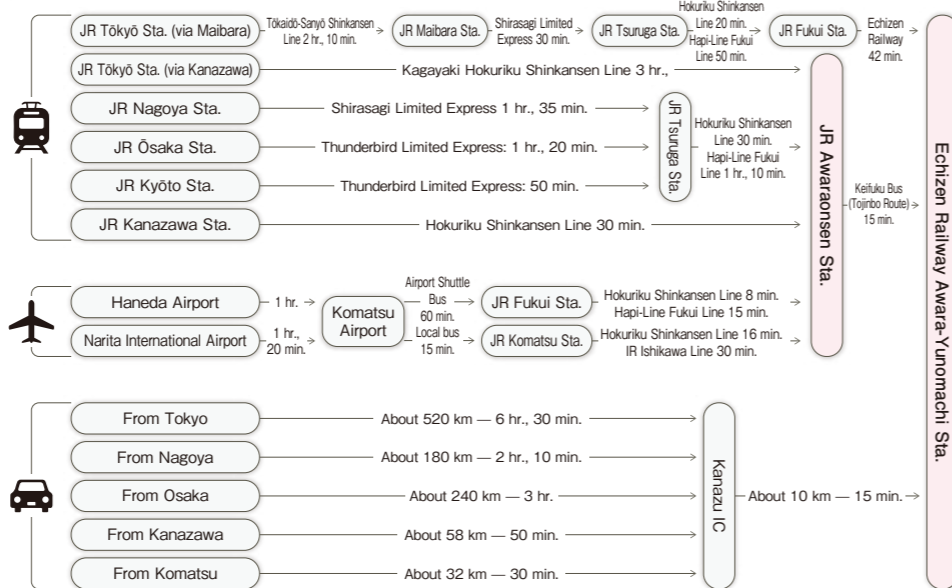 JR Tōkyō Sta. (via Maibara)
Tōkaidō-Sanyō Shinkansen
Line 2 hr., 10 min.
JR Maibara Sta.
Shirasagi Limited
Express 30 min.
JR Tsuruga Sta.
Hokuriku Shinkansen
Line 20 min.
Hapi-Line Fukui
Line 50 min.
JR Fukui Sta.
Echizen
Railway
42 min.
JR Tōkyō Sta. (via Kanazawa)
Kagayaki Hokuriku Shinkansen Line 3 hr.,
JR Nagoya Sta.
Shirasagi Limited Express 1 hr., 35 min.
JR Ōsaka Sta.
Thunderbird Limited Express: 1 hr., 20 min.
JR Kyōto Sta.
Thunderbird Limited Express: 50 min.
JR Tsuruga Sta.
Hokuriku Shinkansen
Line 30 min.
Hapi-Line Fukui
Line 1 hr., 10 min.
JR Kanazawa Sta.
Hokuriku Shinkansen Line 30 min.
JR Awaraonsen Sta.
Keifuku Bus
(Tojinbo Route)
15 min.
Echizen Railway Awara-Yunomachi Sta.
Haneda Airport
1 hr.
Narita International Airport
1 hr.,
20 min.
Komatsu
Airport
Airport Shuttle
Bus
60 min.
Local bus
15 min.
JR Fukui Sta.
Hokuriku Shinkansen Line 8 min.
Hapi-Line Fukui Line 15 min.
JR Komatsu Sta.
Hokuriku Shinkansen Line 16 min.
IR Ishikawa Line 30 min.
From Tokyo
About 520 km — 6 hr., 30 min.
From Nagoya
About 180 km — 2 hr., 10 min.
From Osaka
About 240 km — 3 hr.
From Kanazawa
About 58 km — 50 min.
From Komatsu
About 32 km — 30 min.
Kanazu IC
About 10 km — 15 min.